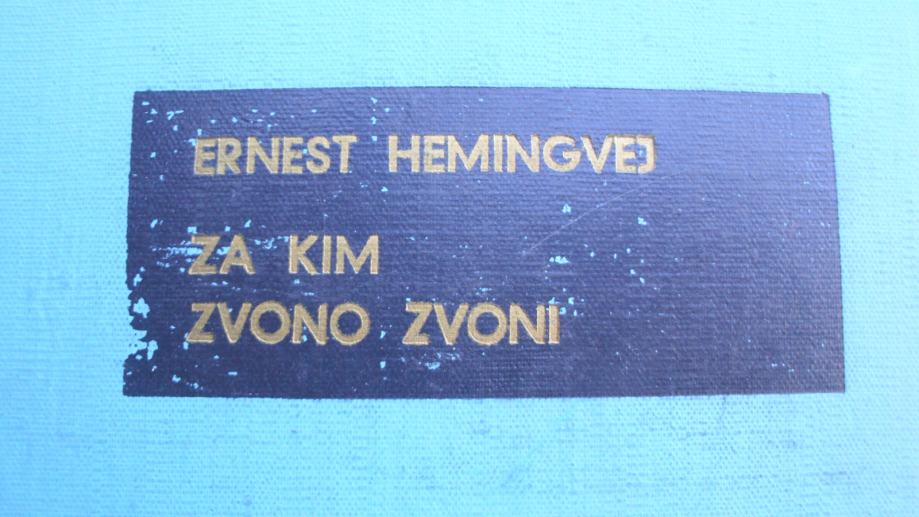 ERNEST HEMINGVEJ
ZA KIM
ZVONO ZVONI